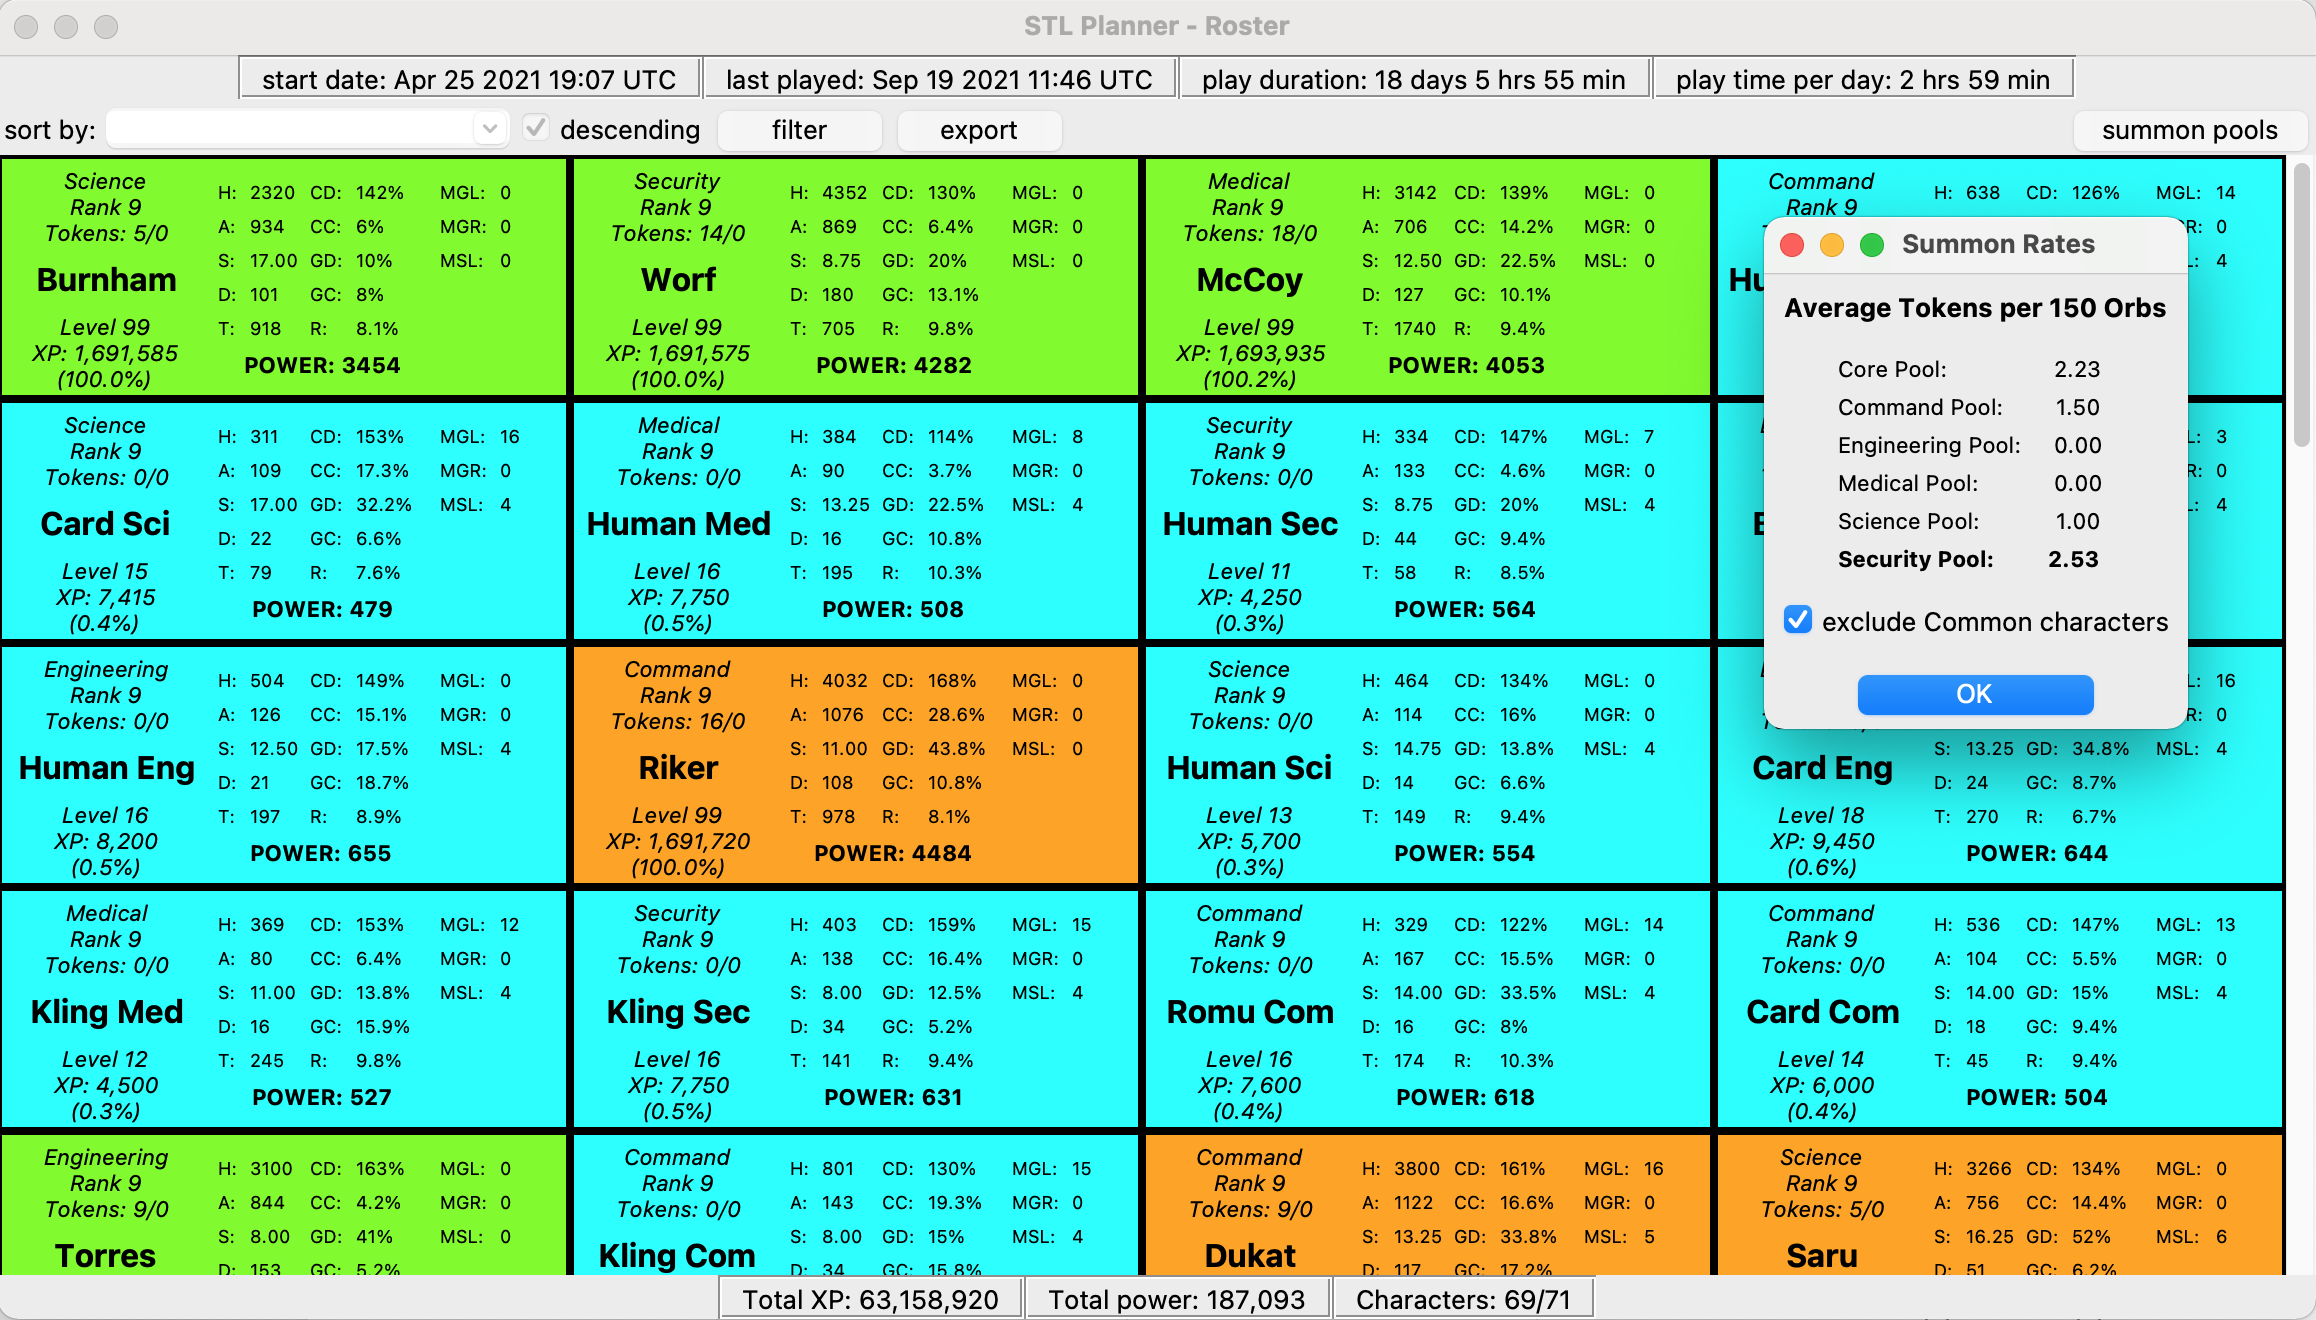 STL Planner - Roster
start date: Apr 25 2021 19:07 UTC
last played: Sep 19 2021 11:46 UTC
play duration: 18 days 5 hrs 55 min
play time per day: 2 hrs 59 min
sort by:
descending
filter
export
summon pools
Science
Rank 9
Tokens: 5/0
Burnham
Level 99
XP: 1,691,585
(100.0%)
H: 2320 CD: 142% MGL: 0
A: 934 CC: 6% MGR: 0
S: 17.00 GD: 10% MSL: 0
D: 101 GC: 8%
T: 918 R: 8.1%
POWER: 3454
Security
Rank 9
Tokens: 14/0
Worf
Level 99
XP: 1,691,575
(100.0%)
H: 4352 CD: 130% MGL: 0
A: 869 CC: 6.4% MGR: 0
S: 8.75 GD: 20% MSL: 0
D: 180 GC: 13.1%
T: 705 R: 9.8%
POWER: 4282
Medical
Rank 9
Tokens: 18/0
McCoy
Level 99
XP: 1,693,935
(100.2%)
H: 3142 CD: 139% MGL: 0
A: 706 CC: 14.2% MGR: 0
S: 12.50 GD: 22.5% MSL: 0
D: 127 GC: 10.1%
T: 1740 R: 9.4%
POWER: 4053
Command
Rank 9
H: 638 CD: 126% MGL: 14
R: 0
L: 4
Summon Rates
Average Tokens per 150 Orbs
Core Pool: 2.23
Command Pool: 1.50
Engineering Pool: 0.00
Medical Pool: 0.00
Science Pool: 1.00
Security Pool: 2.53
exclude Common characters
OK
Science
Rank 9
Tokens: 0/0
Card Sci
Level 15
XP: 7,415
(0.4%)
H: 311 CD: 153% MGL: 16
A: 109 CC: 17.3% MGR: 0
S: 17.00 GD: 32.2% MSL: 4
D: 22 GC: 6.6%
T: 79 R: 7.6%
POWER: 479
Medical
Rank 9
Tokens: 0/0
Human Med
Level 16
XP: 7,750
(0.5%)
H: 384 CD: 114% MGL: 8
A: 90 CC: 3.7% MGR: 0
S: 13.25 GD: 22.5% MSL: 4
D: 16 GC: 10.8%
T: 195 R: 10.3%
POWER: 508
Security
Rank 9
Tokens: 0/0
Human Sec
Level 11
XP: 4,250
(0.3%)
H: 334 CD: 147% MGL: 7
A: 133 CC: 4.6% MGR: 0
S: 8.75 GD: 20% MSL: 4
D: 44 GC: 9.4%
T: 58 R: 8.5%
POWER: 564
L: 3
R: 0
L: 4
Engineering
Rank 9
Tokens: 0/0
Human Eng
Level 16
XP: 8,200
(0.5%)
H: 504 CD: 149% MGL: 0
A: 126 CC: 15.1% MGR: 0
S: 12.50 GD: 17.5% MSL: 4
D: 21 GC: 18.7%
T: 197 R: 8.9%
POWER: 655
Command
Rank 9
Tokens: 16/0
Riker
Level 99
XP: 1,691,720
(100.0%)
H: 4032 CD: 168% MGL: 0
A: 1076 CC: 28.6% MGR: 0
S: 11.00 GD: 43.8% MSL: 0
D: 108 GC: 10.8%
T: 978 R: 8.1%
POWER: 4484
Science
Rank 9
Tokens: 0/0
Human Sci
Level 13
XP: 5,700
(0.3%)
H: 464 CD: 134% MGL: 0
A: 114 CC: 16% MGR: 0
S: 14.75 GD: 13.8% MSL: 4
D: 14 GC: 6.6%
T: 149 R: 9.4%
POWER: 554
Card Eng
Level 18
XP: 9,450
(0.6%)
L: 16
R: 0
S: 13.25 GD: 34.8% MSL: 4
D: 24 GC: 8.7%
T: 270 R: 6.7%
POWER: 644
Medical
Rank 9
Tokens: 0/0
Kling Med
Level 12
XP: 4,500
(0.3%)
H: 369 CD: 153% MGL: 12
A: 80 CC: 6.4% MGR: 0
S: 11.00 GD: 13.8% MSL: 4
D: 16 GC: 15.9%
T: 245 R: 9.8%
POWER: 527
Security
Rank 9
Tokens: 0/0
Kling Sec
Level 16
XP: 7,750
(0.5%)
H: 403 CD: 159% MGL: 15
A: 138 CC: 16.4% MGR: 0
S: 8.00 GD: 12.5% MSL: 4
D: 34 GC: 5.2%
T: 141 R: 9.4%
POWER: 631
Command
Rank 9
Tokens: 0/0
Romu Com
Level 16
XP: 7,600
(0.4%)
H: 329 CD: 122% MGL: 14
A: 167 CC: 15.5% MGR: 0
S: 14.00 GD: 33.5% MSL: 4
D: 16 GC: 8%
T: 174 R: 10.3%
POWER: 618
Command
Rank 9
Tokens: 0/0
Card Com
Level 14
XP: 6,000
(0.4%)
H: 536 CD: 147% MGL: 13
A: 104 CC: 5.5% MGR: 0
S: 14.00 GD: 15% MSL: 4
D: 18 GC: 9.4%
T: 45 R: 9.4%
POWER: 504
Engineering
Rank 9
Tokens: 9/0
Torres
H: 3100 CD: 163% MGL: 0
A: 844 CC: 4.2% MGR: 0
S: 8.00 GD: 41% MSL: 0
D: 153 GC: 5.2%
Command
Rank 9
Tokens: 0/0
Kling Com
H: 801 CD: 130% MGL: 15
A: 143 CC: 19.3% MGR: 0
S: 8.00 GD: 15% MSL: 4
D: 34 GC: 15.8%
Command
Rank 9
Tokens: 9/0
Dukat
H: 3800 CD: 161% MGL: 16
A: 1122 CC: 16.6% MGR: 0
S: 13.25 GD: 33.8% MSL: 5
D: 117 GC: 17.2%
Science
Rank 9
Tokens: 5/0
Saru
H: 3266 CD: 134% MGL: 0
A: 756 CC: 14.4% MGR: 0
S: 16.25 GD: 52% MSL: 6
D: 51 GC: 6.2%
Total XP: 63,158,920
Total power: 187,093
Characters: 69/71